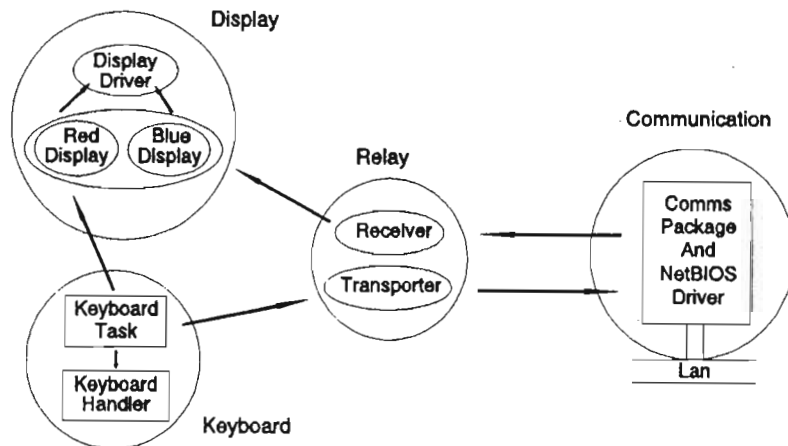 Display
Display
Driver
Red
Display
Blue
Display
Relay
Receiver
Transporter
Communication
Comms
Package
And
NetBIOS
Driver
Lan
Keyboard
Task
Keyboard
Handler
Keyboard